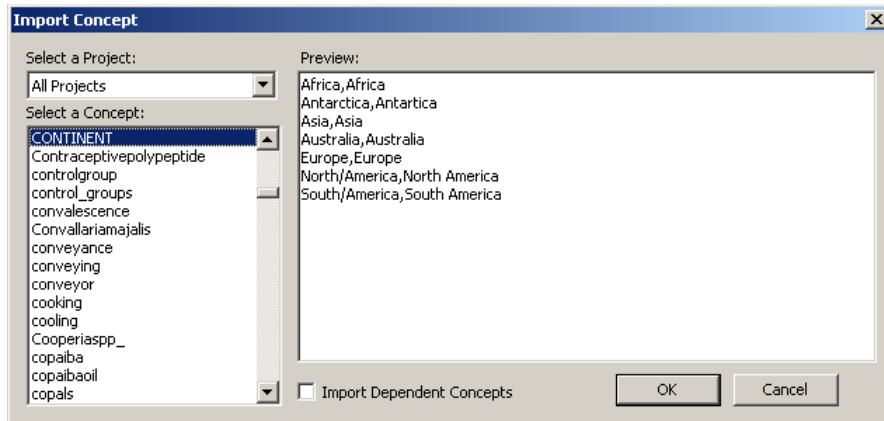 Import Concept
Select a Project:
All Projects
Select a Concept:
CONTINENT
Contraceptivepolypeptide
controlgroup
control_groups
convalescence
Convallariamajalis
conveyance
conveying
conveyor
cooking
cooling
Cooperiaspp_
copaiba
copaibaoil
copals
Preview:
Africa,Africa
Antarctica,Antartica
Asia,Asia
Australia,Australia
Europe,Europe
North/America,North America
South/America,South America
Import Dependent Concepts
OK
Cancel